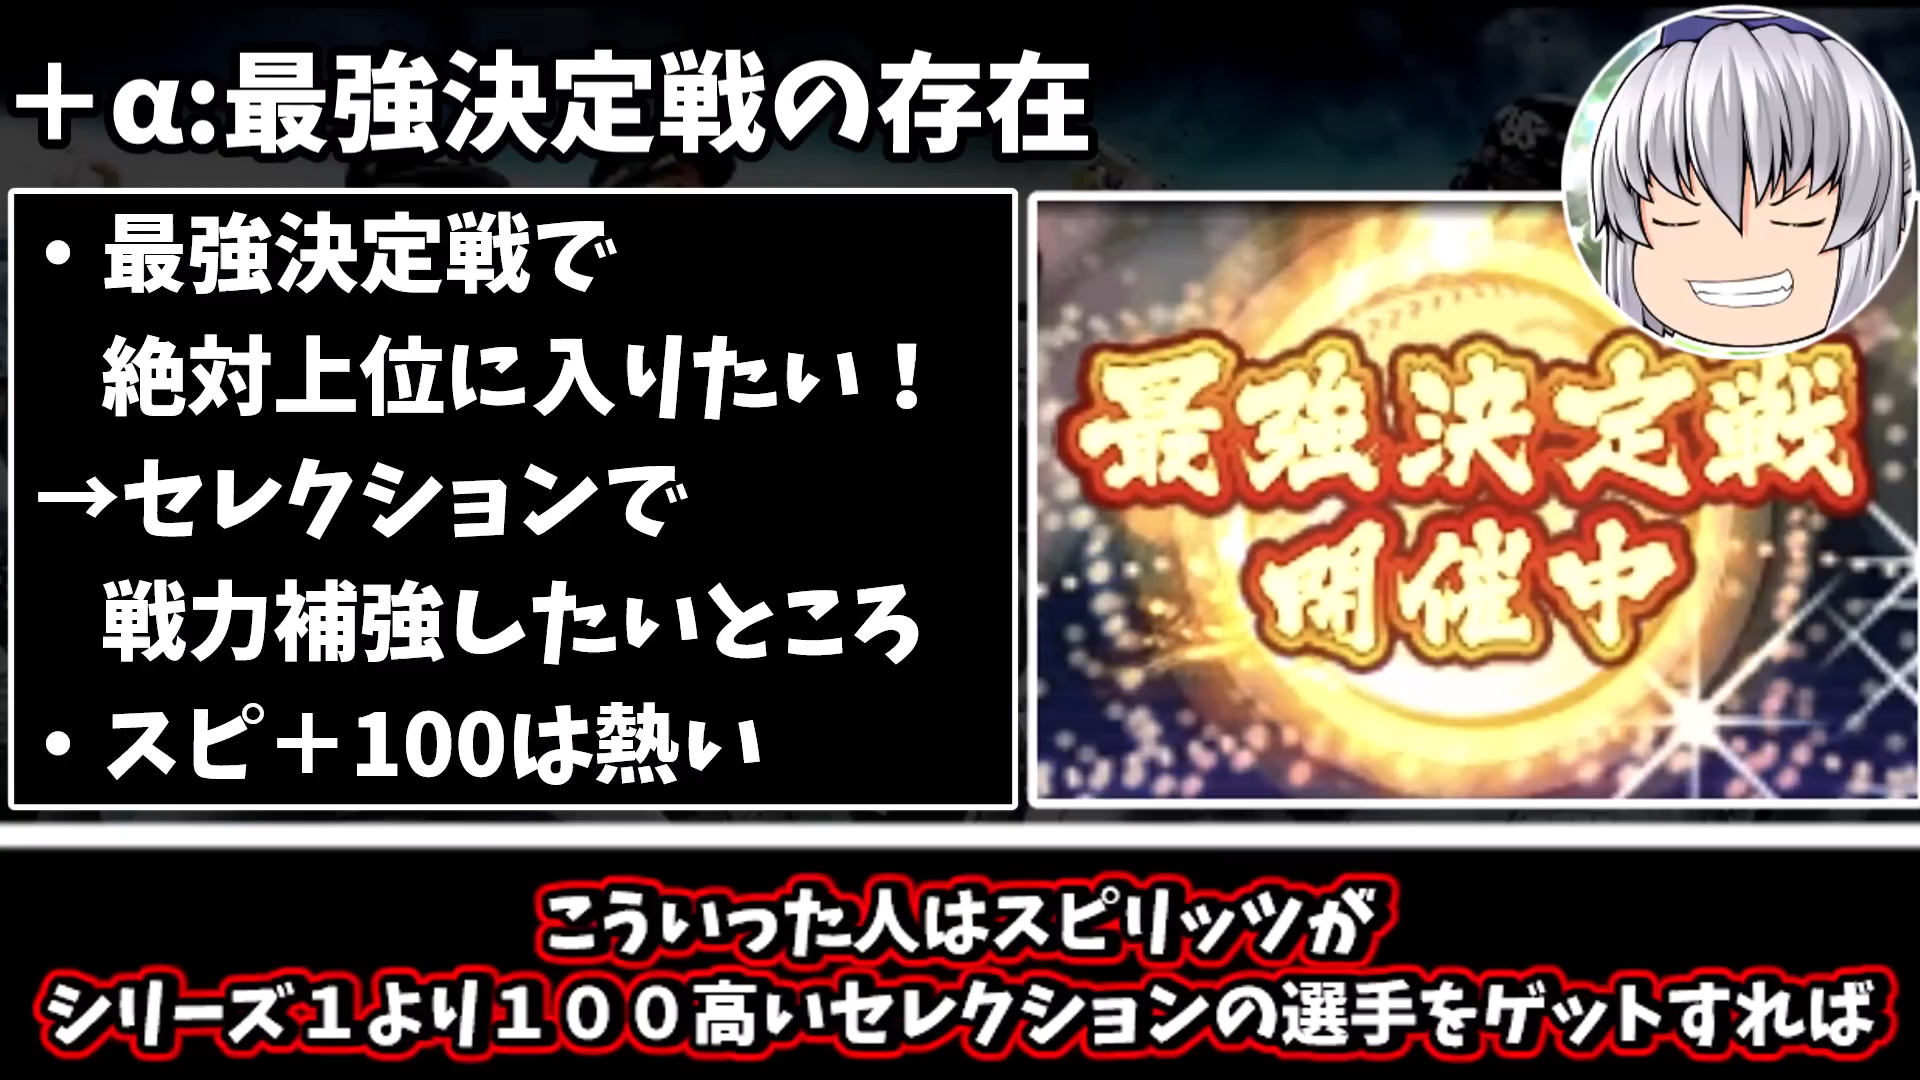 ＋α:最強決定戦の存在
・最強決定戦で
絶対上位に入りたい！
→セレクションで
戦力補強したいところ
・スピ＋100は熱い
最強決定戦
開催中
こういった人はスピリッツが
シリーズ１より１００高いセレクションの選手をゲットすれば